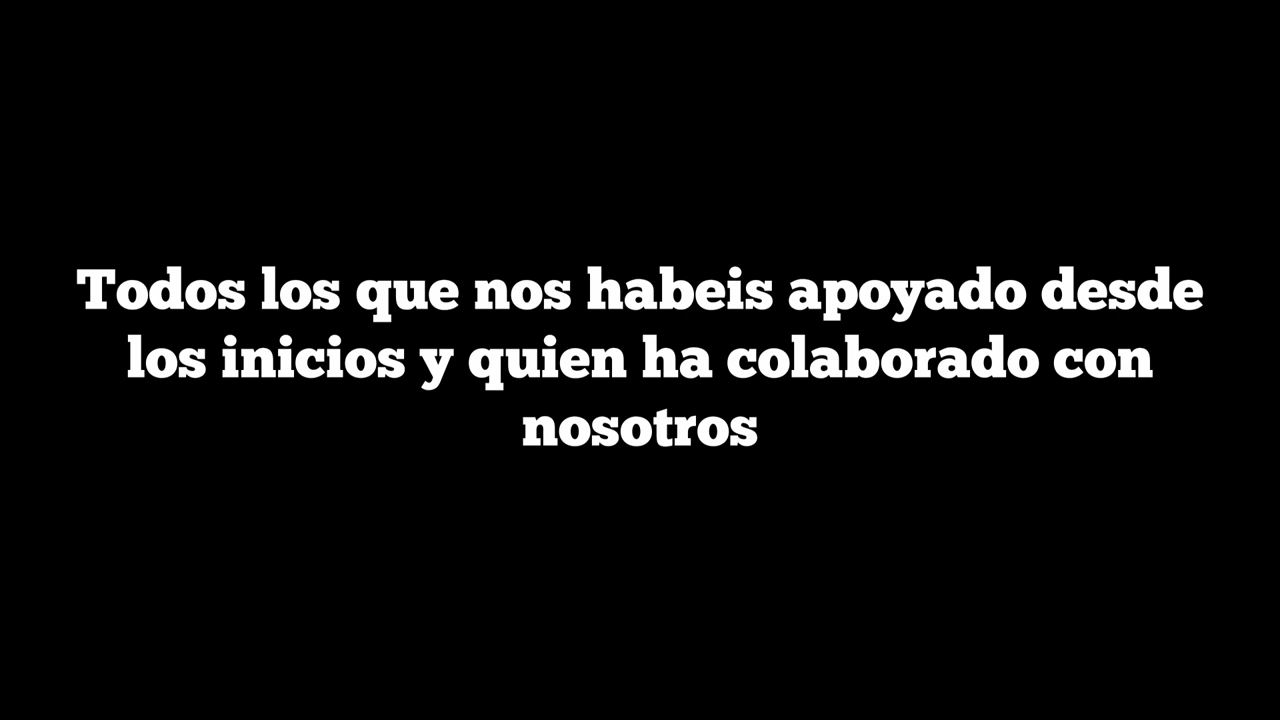 Todos los que nos habeis apoyado desde
los inicios y quien ha colaborado con
nosotros